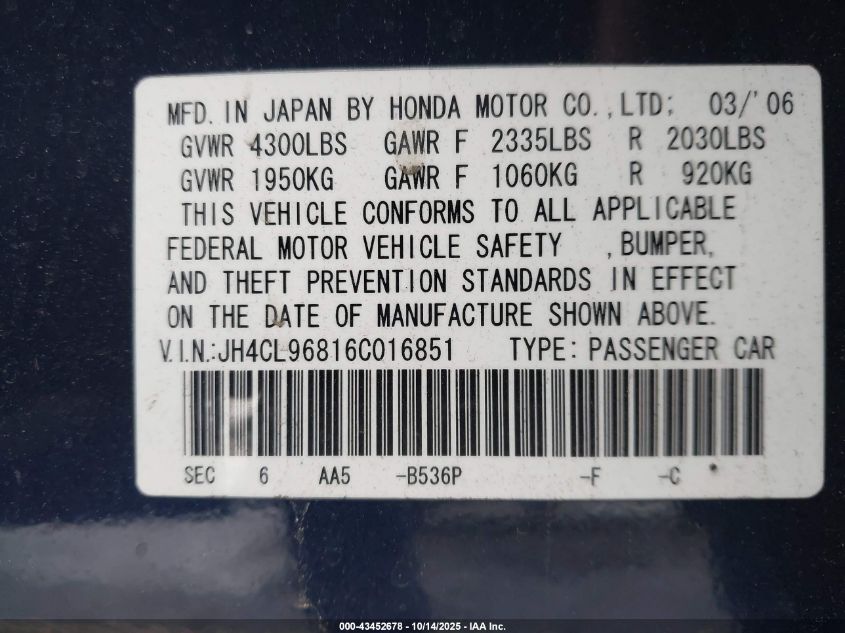 MFD. IN JAPAN BY HONDA MOTOR CO., LTD; 03/'06
GVWR 4300LBS GAWR F 2335LBS R 2030LBS
GVWR 1950KG GAWR F 1060KG R 920KG
THIS VEHICLE CONFORMS TO ALL APPLICABLE
FEDERAL MOTOR VEHICLE SAFETY , BUMPER,
AND THEFT PREVENTION STANDARDS IN EFFECT
ON THE DATE OF MANUFACTURE SHOWN ABOVE.
V.I.N.:JH4CL96816C016851 TYPE: PASSENGER CAR
SEC 6 AA5 -B536P -F -C *
000-43452678 - 10/14/2025 - IAA Inc.